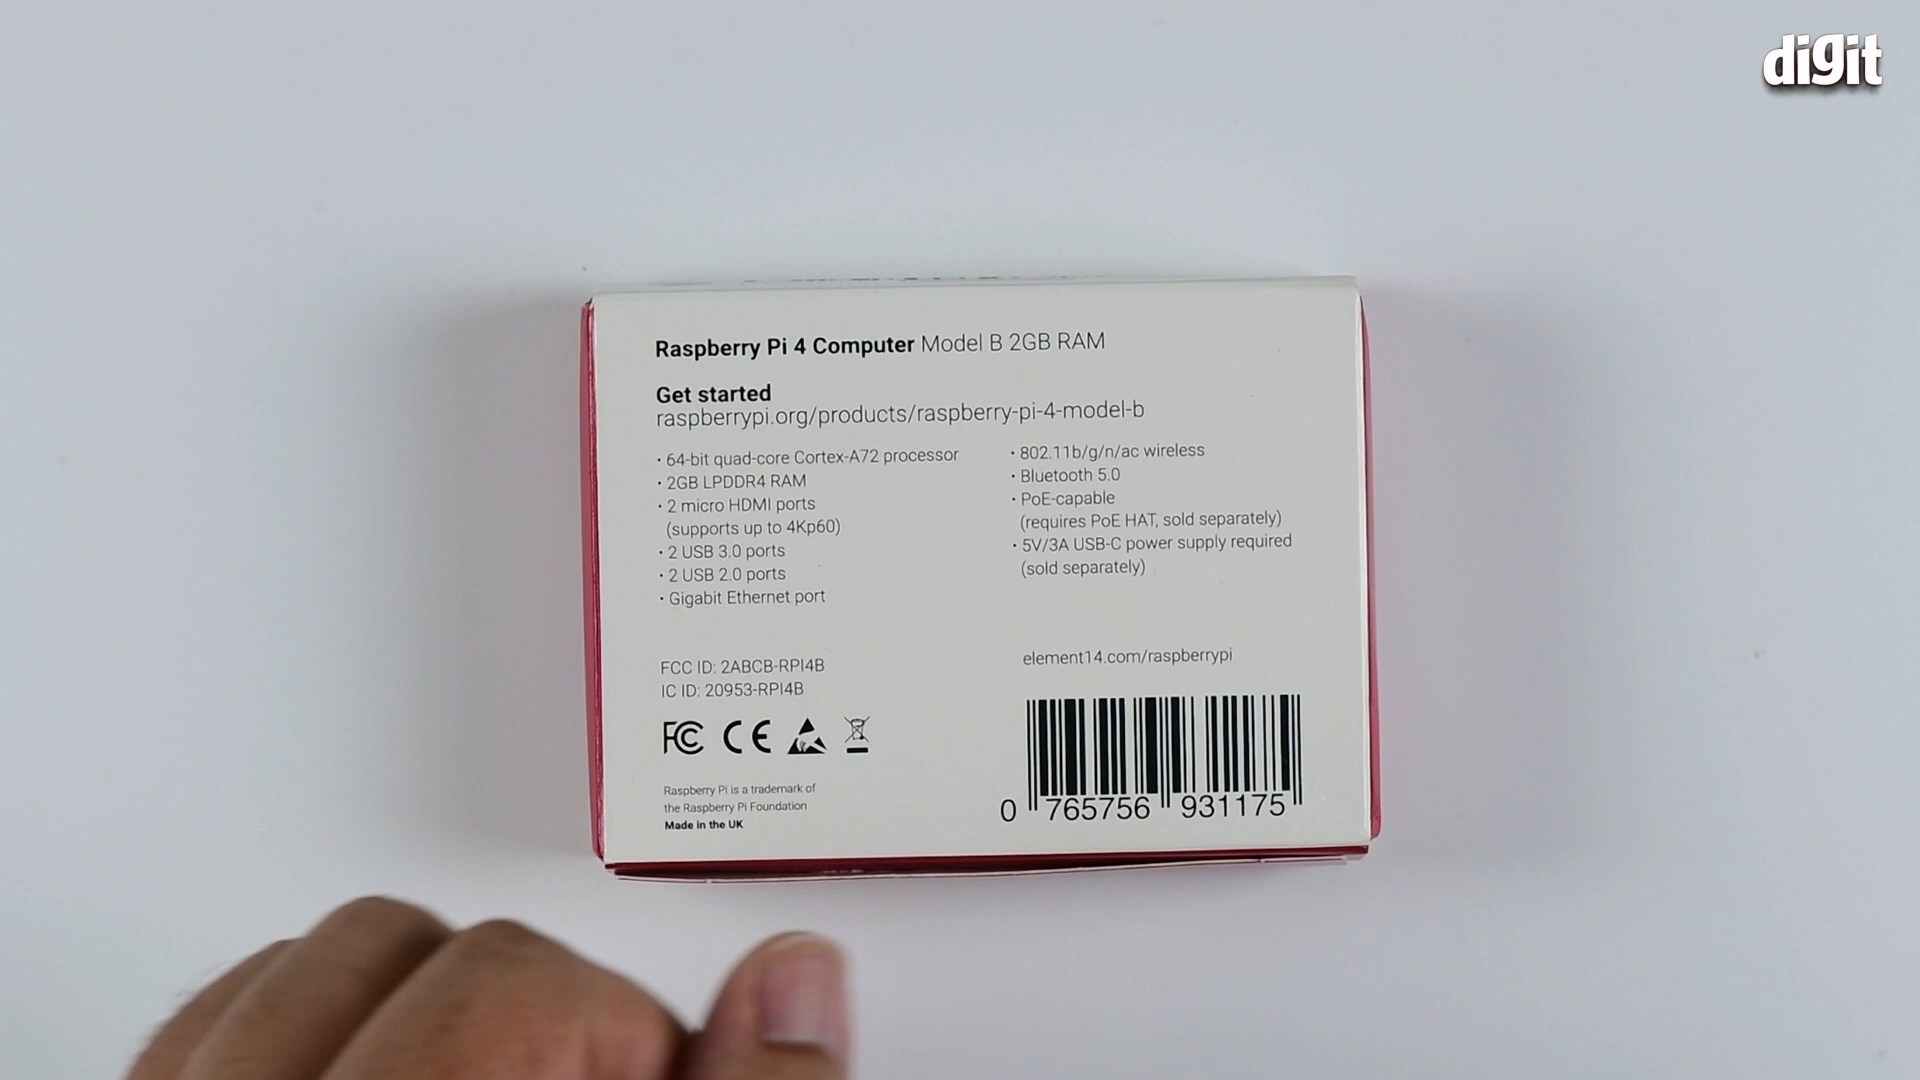 digit
Raspberry Pi 4 Computer Model B 2GB RAM
Get started
raspberrypi.org/products/raspberry-pi-4-model-b
• 64-bit quad-core Cortex-A72 processor
• 2GB LPDDR4 RAM
• 2 micro HDMI ports
(supports up to 4Kp60)
• 2 USB 3.0 ports
• 2 USB 2.0 ports
• Gigabit Ethernet port
• 802.11b/g/n/ac wireless
• Bluetooth 5.0
• PoE-capable
(requires PoE HAT, sold separately)
• 5V/3A USB-C power supply required
(sold separately)
FCC ID: 2ABCB-RPI4B
IC ID: 20953-RPI4B
FC CE
Raspberry Pi is a trademark of
the Raspberry Pi Foundation
Made in the UK
element14.com/raspberrypi
0 765756 931175